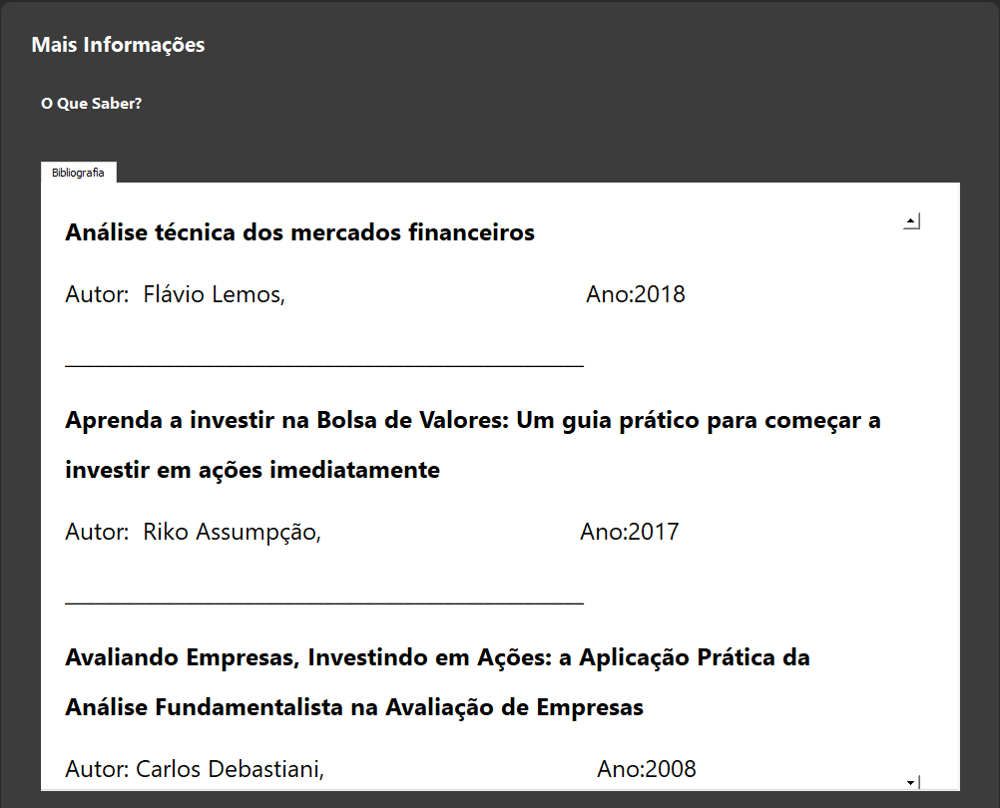 Mais Informações
O Que Saber?
Bibliografia
Análise técnica dos mercados financeiros
Autor:  Flávio Lemos, Ano:2018
Aprenda a investir na Bolsa de Valores: Um guia prático para começar a
investir em ações imediatamente
Autor:  Riko Assumpção, Ano:2017
Avaliando Empresas, Investindo em Ações: a Aplicação Prática da
Análise Fundamentalista na Avaliação de Empresas
Autor: Carlos Debastiani, Ano:2008